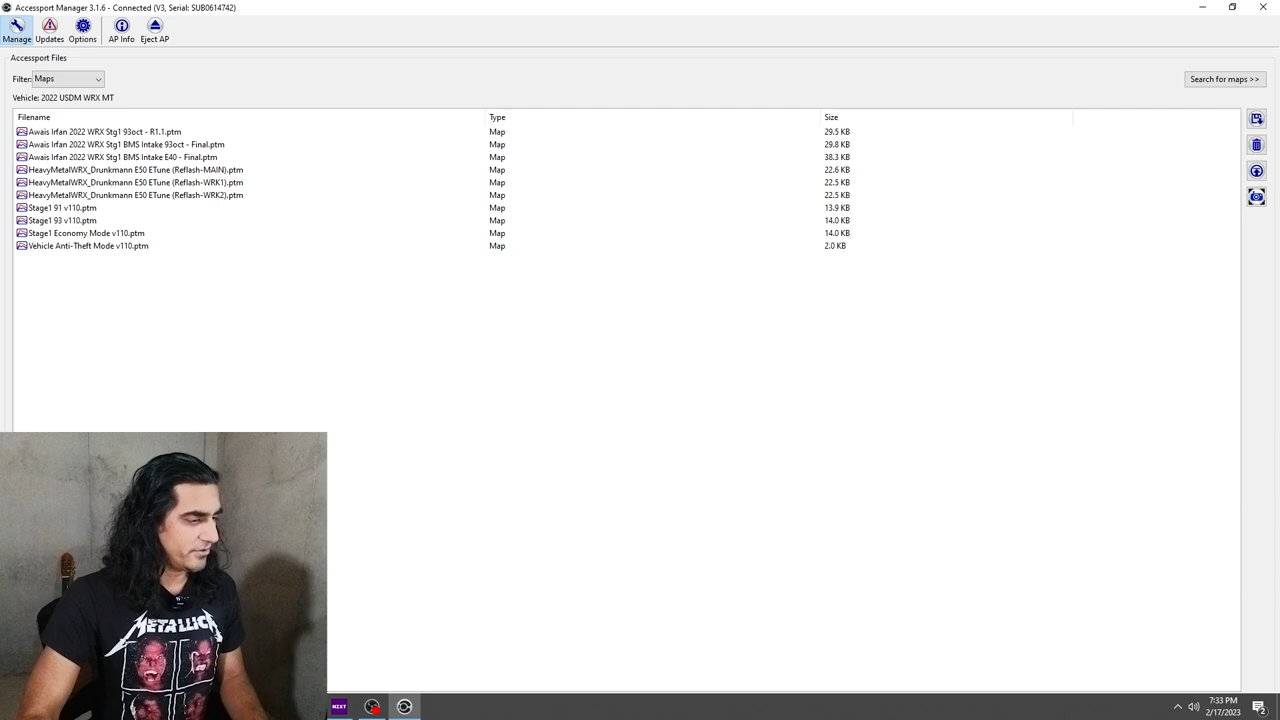 Accessport Manager 3.1.6 - Connected (V3, Serial: SUB0614742)
Manage Updates Options AP Info Eject AP
Accessport Files
Filter: Maps
Search for maps >>
Vehicle: 2022 USDM WRX MT
Filename Type Size
Awais Irfan 2022 WRX Stg1 93oct - R1.1.ptm Map 29.5 KB
Awais Irfan 2022 WRX Stg1 BMS Intake 93oct - Final.ptm Map 29.8 KB
Awais Irfan 2022 WRX Stg1 BMS Intake E40 - Final.ptm Map 38.3 KB
HeavyMetalWRX_Drunkmann E50 ETune (Reflash-MAIN).ptm Map 22.6 KB
HeavyMetalWRX_Drunkmann E50 ETune (Reflash-WRK1).ptm Map 22.5 KB
HeavyMetalWRX_Drunkmann E50 ETune (Reflash-WRK2).ptm Map 22.5 KB
Stage1 91 v110.ptm Map 13.9 KB
Stage1 93 v110.ptm Map 14.0 KB
Stage1 Economy Mode v110.ptm Map 14.0 KB
Vehicle Anti-Theft Mode v110.ptm Map 2.0 KB
METALLICA
NZXT
7:33 PM
2/17/2023
2